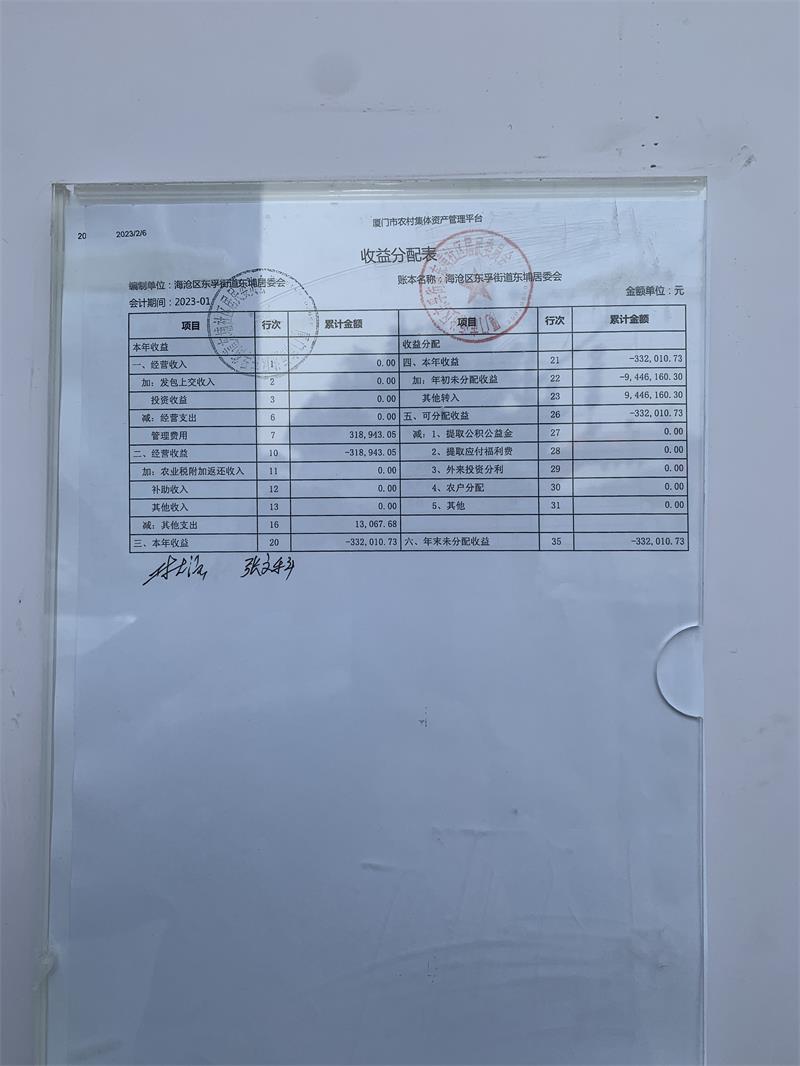 厦门市农村集体资产管理平台
20 2023/2/6
收益分配表
编制单位：海沧区东孚街道东埔居委会 账本名称：海沧区东孚街道东埔居委会
会计期间：2023-01 金额单位：元
项目 行次 累计金额 项目 行次 累计金额
本年收益 收益分配
一、经营收入 1 0.00 四、本年收益 21 -332,010.73
加：发包上交收入 2 0.00 加：年初未分配收益 22 -9,446,160.30
投资收益 3 0.00 其他转入 23 9,446,160.30
减：经营支出 6 0.00 五、可分配收益 26 -332,010.73
管理费用 7 318,943.05 减：1、提取公积公益金 27 0.00
二、经营收益 10 -318,943.05 2、提取应付福利费 28 0.00
加：农业税附加返还收入 11 0.00 3、外来投资分利 29 0.00
补助收入 12 0.00 4、农户分配 30 0.00
其他收入 13 0.00 5、其他 31 0.00
减：其他支出 16 13,067.68
三、本年收益 20 -332,010.73 六、年末未分配收益 35 -332,010.73